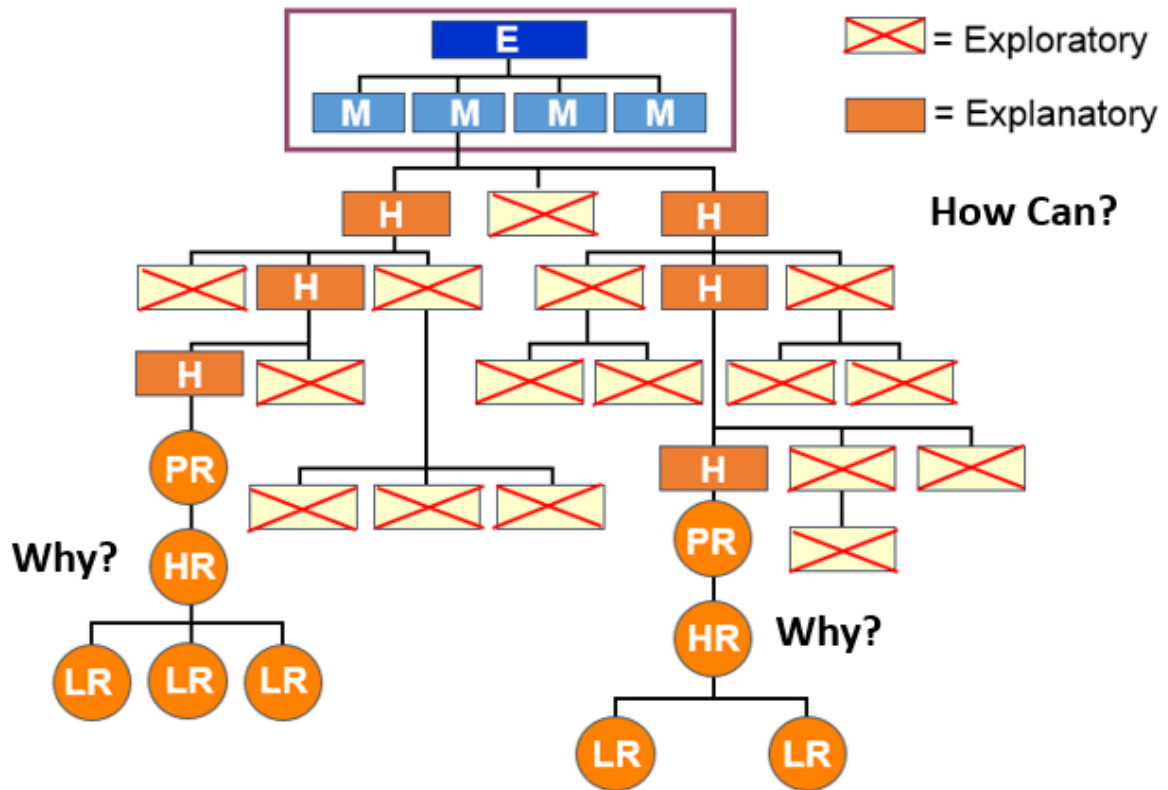 E
= Exploratory
M M M M
= Explanatory
H H
How Can?
H H
H
H
PR
PR
Why?
HR
HR
Why?
LR LR LR
LR LR